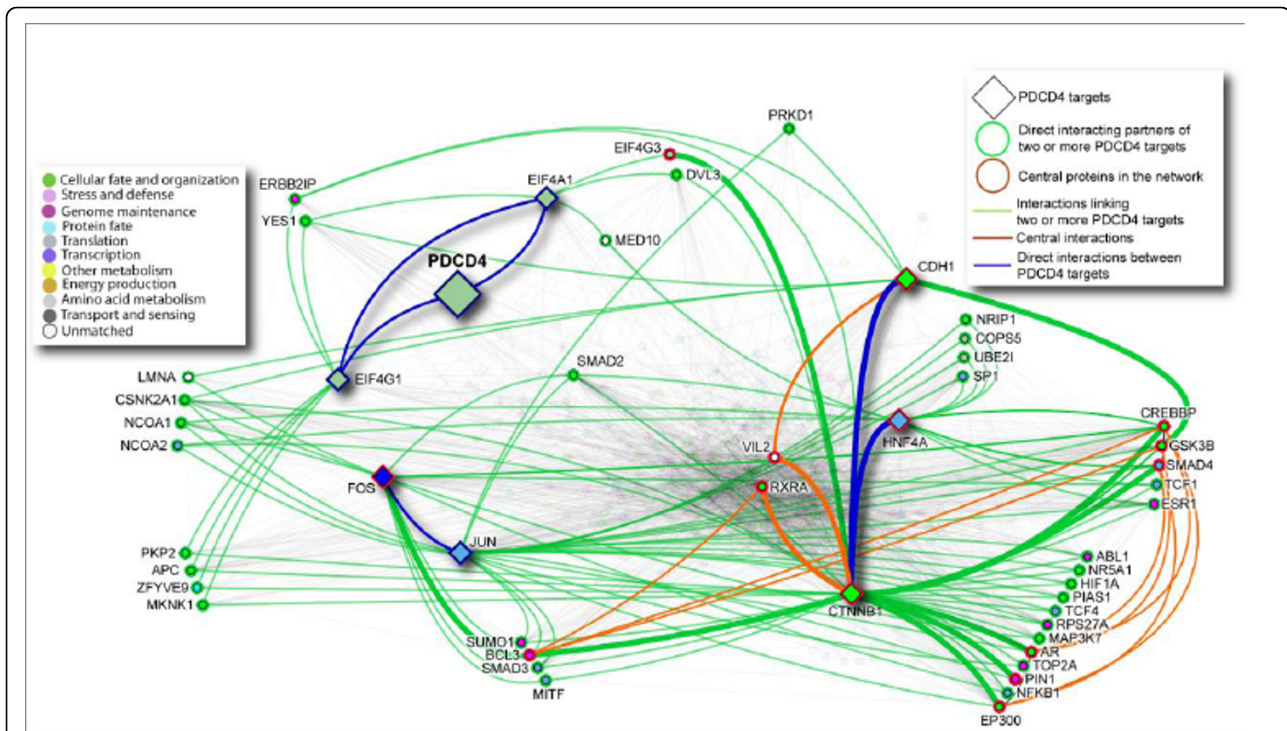 PDCD4 targets
Direct interacting partners of
two or more PDCD4 targets
Central proteins in the network
Interactions linking
two or more PDCD4 targets
Central interactions
Direct interactions between
PDCD4 targets
Cellular fate and organization
Stress and defense
Genome maintenance
Protein fate
Translation
Transcription
Other metabolism
Energy production
Amino acid metabolism
Transport and sensing
Unmatched
PRKD1
EIF4G3
DVL3
EIF4A1
ERBB2IP
YES1
MED10
PDCD4
CDH1
NRIP1
COPS5
UBE2I
SP1
SMAD2
EIF4G1
LMNA
CSNK2A1
NCOA1
NCOA2
CREBBP
GSK3B
SMAD4
TCF1
ESR1
HNF4A
VIL2
RXRA
FOS
JUN
PKP2
APC
ZFYVE9
MKNK1
CTNNB1
ABL1
NR5A1
HIF1A
PIAS1
TCF4
RPS27A
MAP3K7
AR
TOP2A
PIN1
NFKB1
EP300
SUMO1
BCL3
SMAD3
MITF